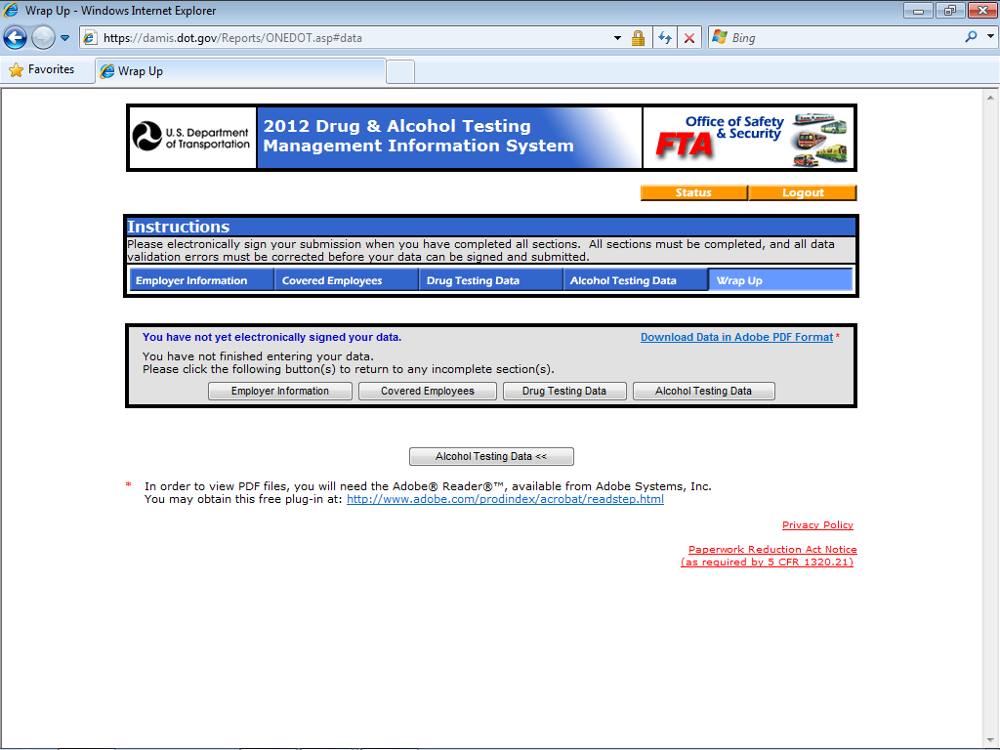 Wrap Up - Windows Internet Explorer
https://damis.dot.gov/Reports/ONEDOT.asp#data
Bing
Favorites
Wrap Up
U.S. Department
of Transportation
2012 Drug & Alcohol Testing
Management Information System
Office of Safety
& Security
FTA
Status
Logout
Instructions
Please electronically sign your submission when you have completed all sections.  All sections must be completed, and all data
validation errors must be corrected before your data can be signed and submitted.
Employer Information
Covered Employees
Drug Testing Data
Alcohol Testing Data
Wrap Up
You have not yet electronically signed your data.
Download Data in Adobe PDF Format *
You have not finished entering your data.
Please click the following button(s) to return to any incomplete section(s).
Employer Information
Covered Employees
Drug Testing Data
Alcohol Testing Data
Alcohol Testing Data <<
* In order to view PDF files, you will need the Adobe® Reader®™, available from Adobe Systems, Inc.
You may obtain this free plug-in at: http://www.adobe.com/prodindex/acrobat/readstep.html
Privacy Policy
Paperwork Reduction Act Notice
(as required by 5 CFR 1320.21)